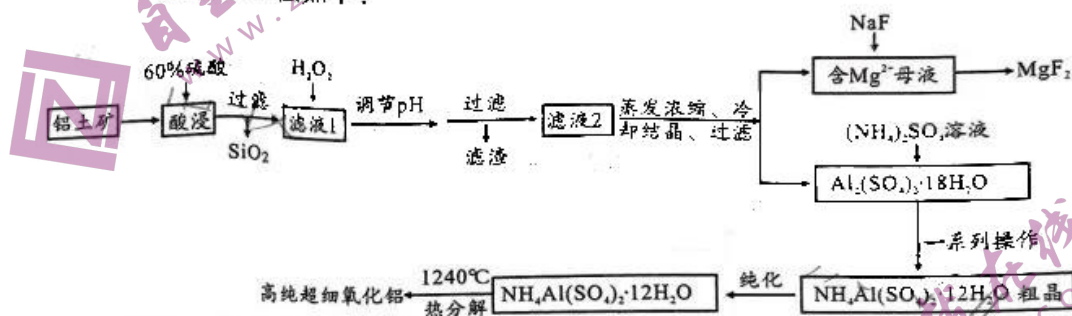 NaF
60%硫酸 H₂O₂ 含Mg²⁺母液 MgF₂
铝土矿 酸浸 过滤 滤液1 调节pH 过滤 滤液2 蒸发浓缩、冷
却结晶、过滤
SiO₂ 滤渣 (NH₄)₂SO₄溶液
Al₂(SO₄)₃·18H₂O
一系列操作
高纯超细氧化铝 1240℃ NH₄Al(SO₄)₂·12H₂O 纯化 NH₄Al(SO₄)₂·12H₂O 粗晶
热分解
www.